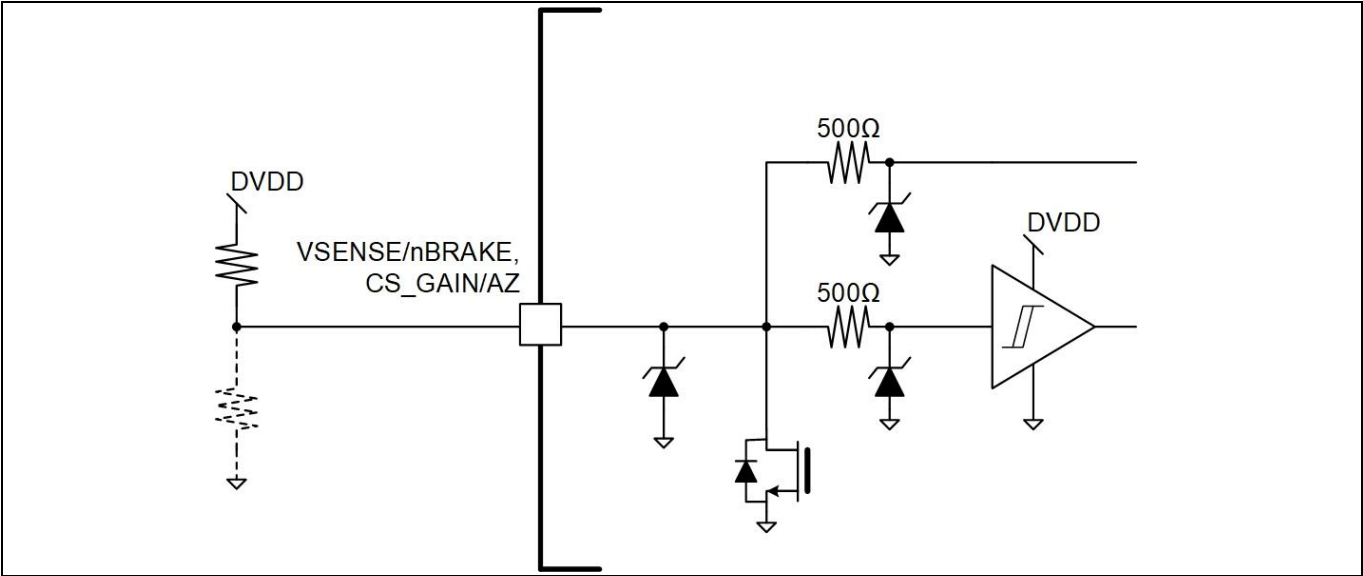 500Ω
DVDD
VSENSE/nBRAKE,
CS_GAIN/AZ
DVDD
500Ω